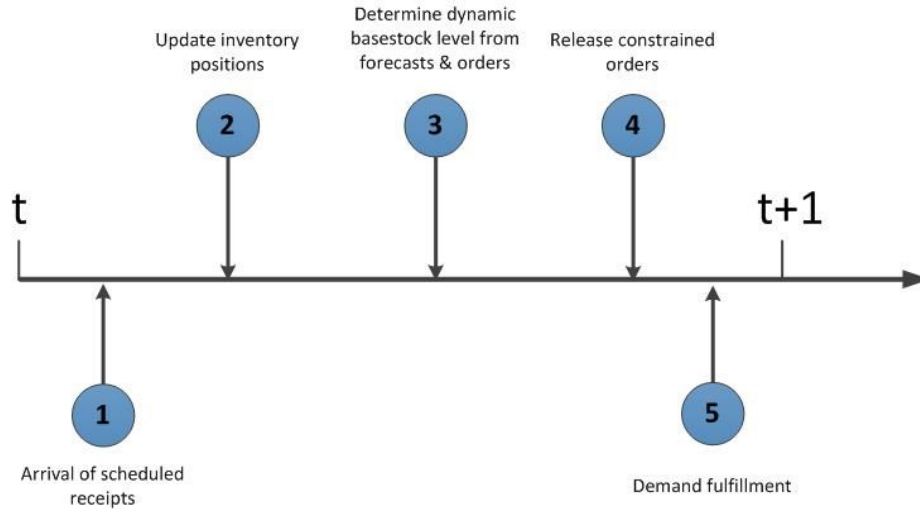 Determine dynamic
basestock level from
forecasts & orders
Update inventory
positions
Release constrained
orders
2
3
4
t
t+1
1
5
Arrival of scheduled
receipts
Demand fulfillment